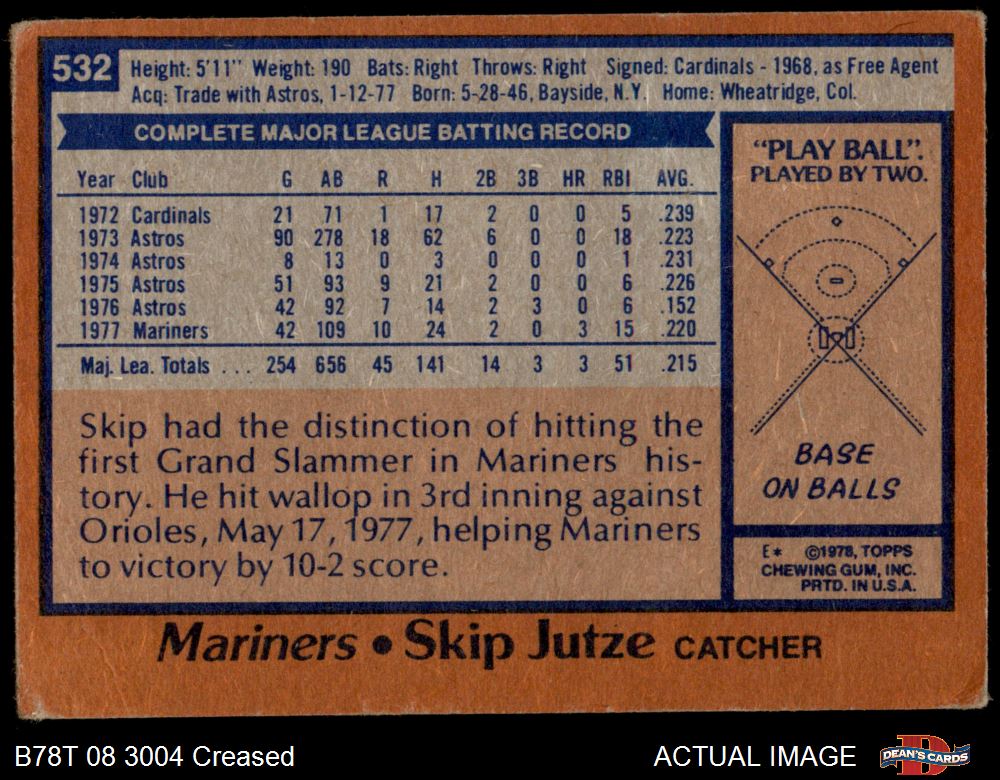 532
Height: 5'11" Weight: 190 Bats: Right Throws: Right Signed: Cardinals - 1968, as Free Agent
Acq: Trade with Astros, 1-12-77 Born: 5-28-46, Bayside, N.Y. Home: Wheatridge, Col.
COMPLETE MAJOR LEAGUE BATTING RECORD
Year Club G AB R H 2B 3B HR RBI AVG.
1972 Cardinals 21 71 1 17 2 0 0 5 .239
1973 Astros 90 278 18 62 6 0 0 18 .223
1974 Astros 8 13 0 3 0 0 0 1 .231
1975 Astros 51 93 9 21 2 0 0 6 .226
1976 Astros 42 92 7 14 2 3 0 6 .152
1977 Mariners 42 109 10 24 2 0 3 15 .220
Maj. Lea. Totals . . . 254 656 45 141 14 3 3 51 .215
Skip had the distinction of hitting the
first Grand Slammer in Mariners' his-
tory. He hit wallop in 3rd inning against
Orioles, May 17, 1977, helping Mariners
to victory by 10-2 score.
"PLAY BALL".
PLAYED BY TWO.
BASE
ON BALLS
E* ©1978, TOPPS
CHEWING GUM, INC.
PRTD. IN U.S.A.
Mariners • Skip Jutze CATCHER
B78T 08 3004 Creased
ACTUAL IMAGE
DEAN'S CARDS